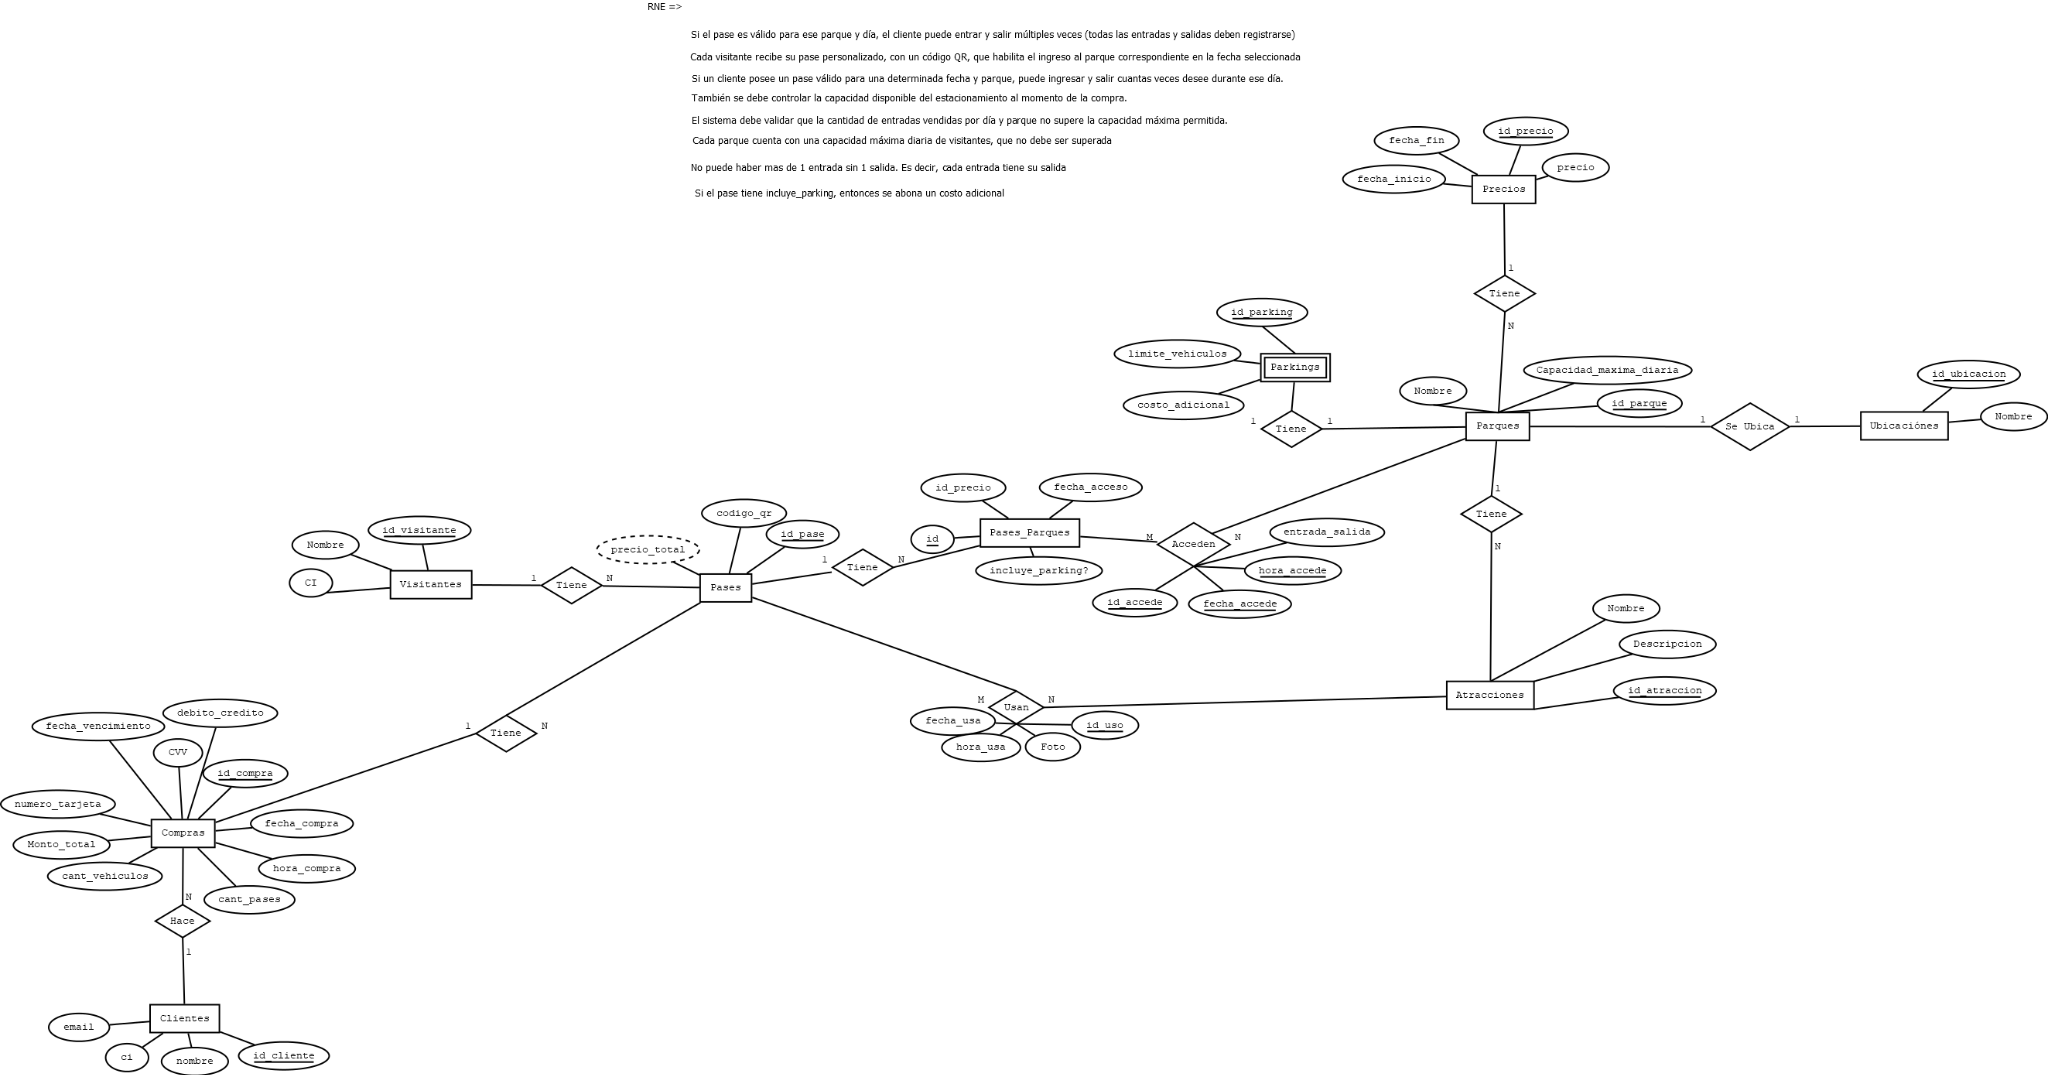 RNE =>
Si el pase es válido para ese parque y día, el cliente puede entrar y salir múltiples veces (todas las entradas y salidas deben registrarse)
Cada visitante recibe su pase personalizado, con un código QR, que habilita el ingreso al parque correspondiente en la fecha seleccionada
Si un cliente posee un pase válido para una determinada fecha y parque, puede ingresar y salir cuantas veces desee durante ese día.
También se debe controlar la capacidad disponible del estacionamiento al momento de la compra.
El sistema debe validar que la cantidad de entradas vendidas por día y parque no supere la capacidad máxima permitida.
Cada parque cuenta con una capacidad máxima diaria de visitantes, que no debe ser superada
No puede haber mas de 1 entrada sin 1 salida. Es decir, cada entrada tiene su salida
Si el pase tiene incluye_parking, entonces se abona un costo adicional
fecha_fin
id_precio
precio
fecha_inicio
Precios
1
Tiene
N
id_parking
limite_vehiculos
Parkings
costo_adicional
1
Tiene
1
Nombre
Capacidad_maxima_diaria
id_parque
Parques
1
Se Ubica
1
id_ubicacion
Nombre
Ubicaciónes
1
Tiene
N
id_precio
fecha_acceso
id
Pases_Parques
incluye_parking?
M
Acceden
N
entrada_salida
hora_accede
id_accede
fecha_accede
codigo_qr
id_pase
precio_total
Pases
1
Tiene
N
Nombre
id_visitante
CI
Visitantes
1
Tiene
N
Nombre
Descripcion
id_atraccion
Atracciones
M
Usan
N
fecha_usa
id_uso
hora_usa
Foto
1
Tiene
N
fecha_vencimiento
debito_credito
CVV
id_compra
numero_tarjeta
fecha_compra
Compras
Monto_total
hora_compra
cant_vehiculos
cant_pases
N
Hace
1
Clientes
email
ci
nombre
id_cliente